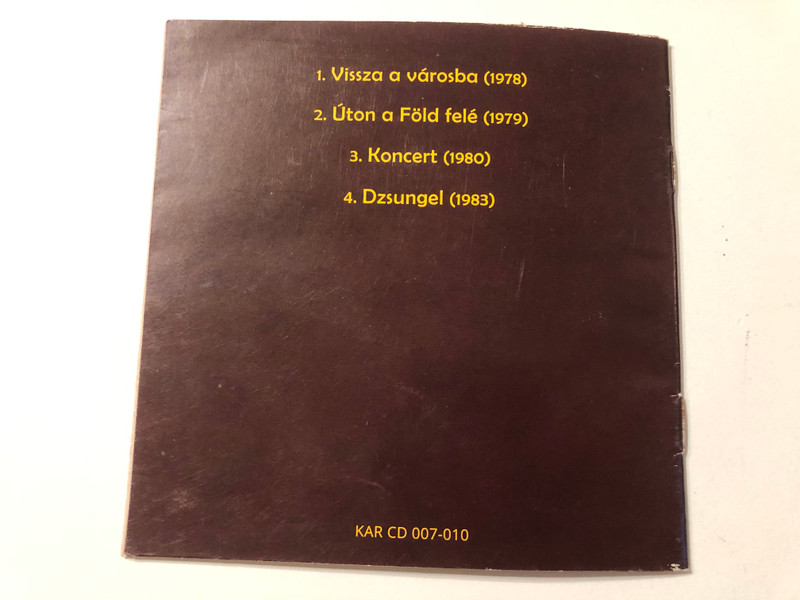 1. Vissza a városba (1978)
2. Úton a Föld felé (1979)
3. Koncert (1980)
4. Dzsungel (1983)
KAR CD 007-010